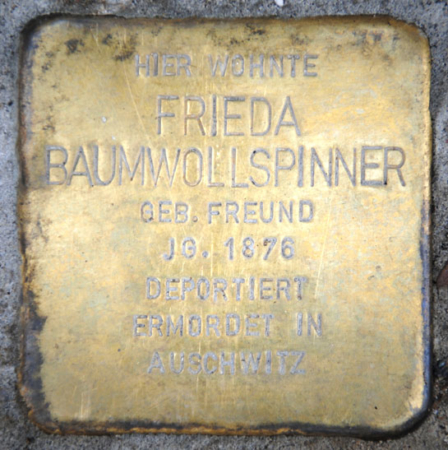 HIER WOHNTE
FRIEDA
BAUMWOLLSPINNER
GEB. FREUND
JG. 1876
DEPORTIERT
ERMORDET IN
AUSCHWITZ